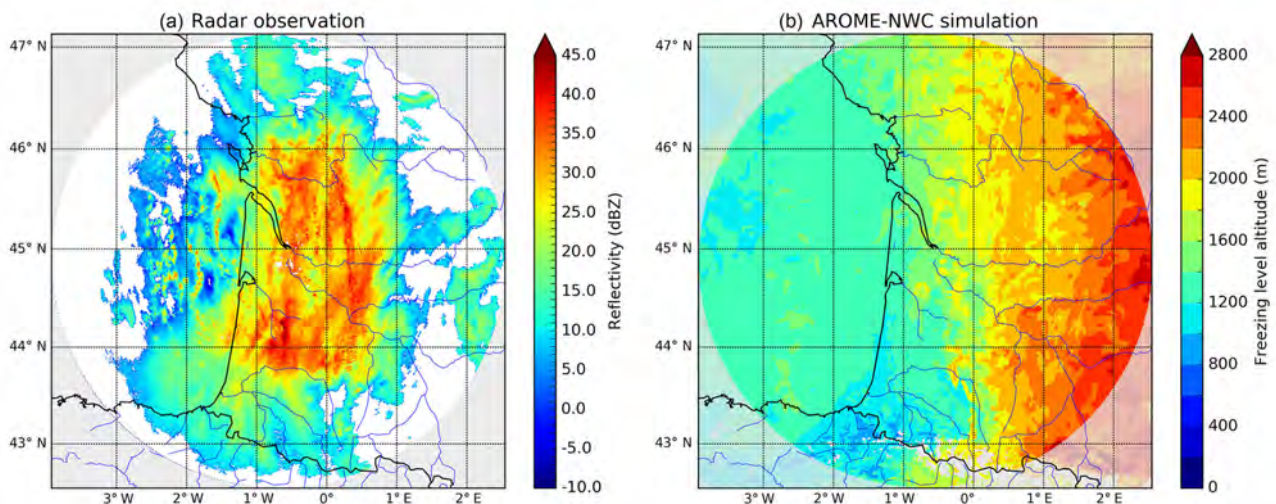 (a) Radar observation
47° N
46° N
45° N
44° N
43° N
3° W
2° W
1° W
0°
1° E
2° E
45.0
40.0
35.0
30.0
25.0
20.0
15.0
10.0
5.0
0.0
-5.0
-10.0
Reflectivity (dBZ)
(b) AROME-NWC simulation
47° N
46° N
45° N
44° N
43° N
3° W
2° W
1° W
0°
1° E
2° E
2800
2400
2000
1600
1200
800
400
0
Freezing level altitude (m)